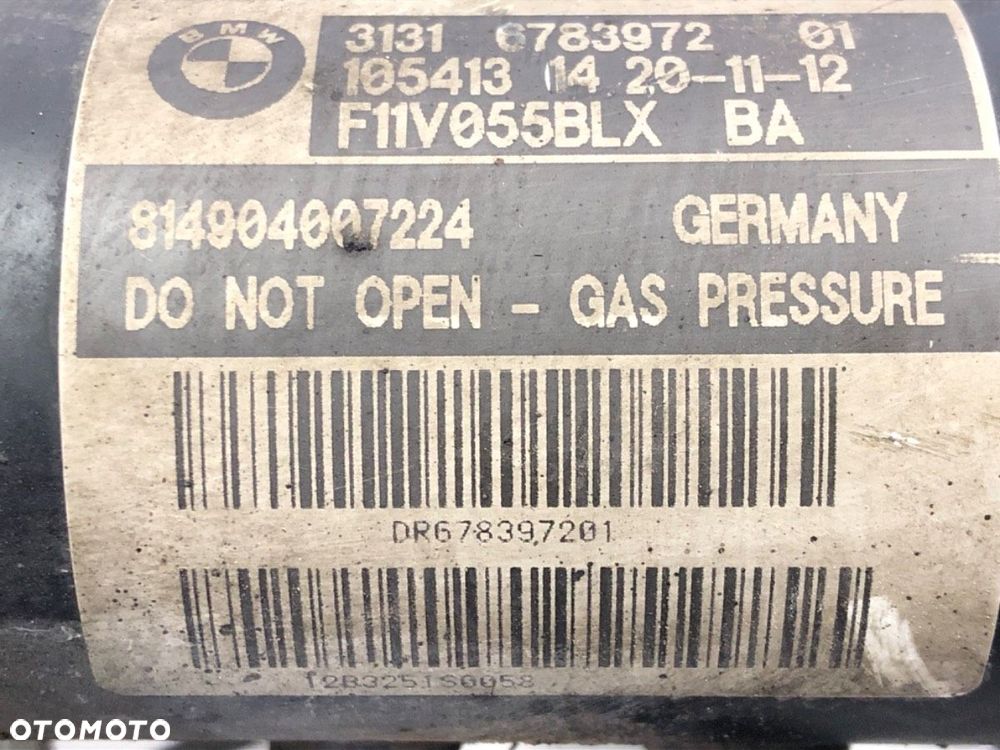 BMW
3131 6783972 01
105413 14 20-11-12
F11V055BLX BA
814904007224 GERMANY
DO NOT OPEN - GAS PRESSURE
DR678397201
12B3251S0058
OTOMOTO
OTOMOTO